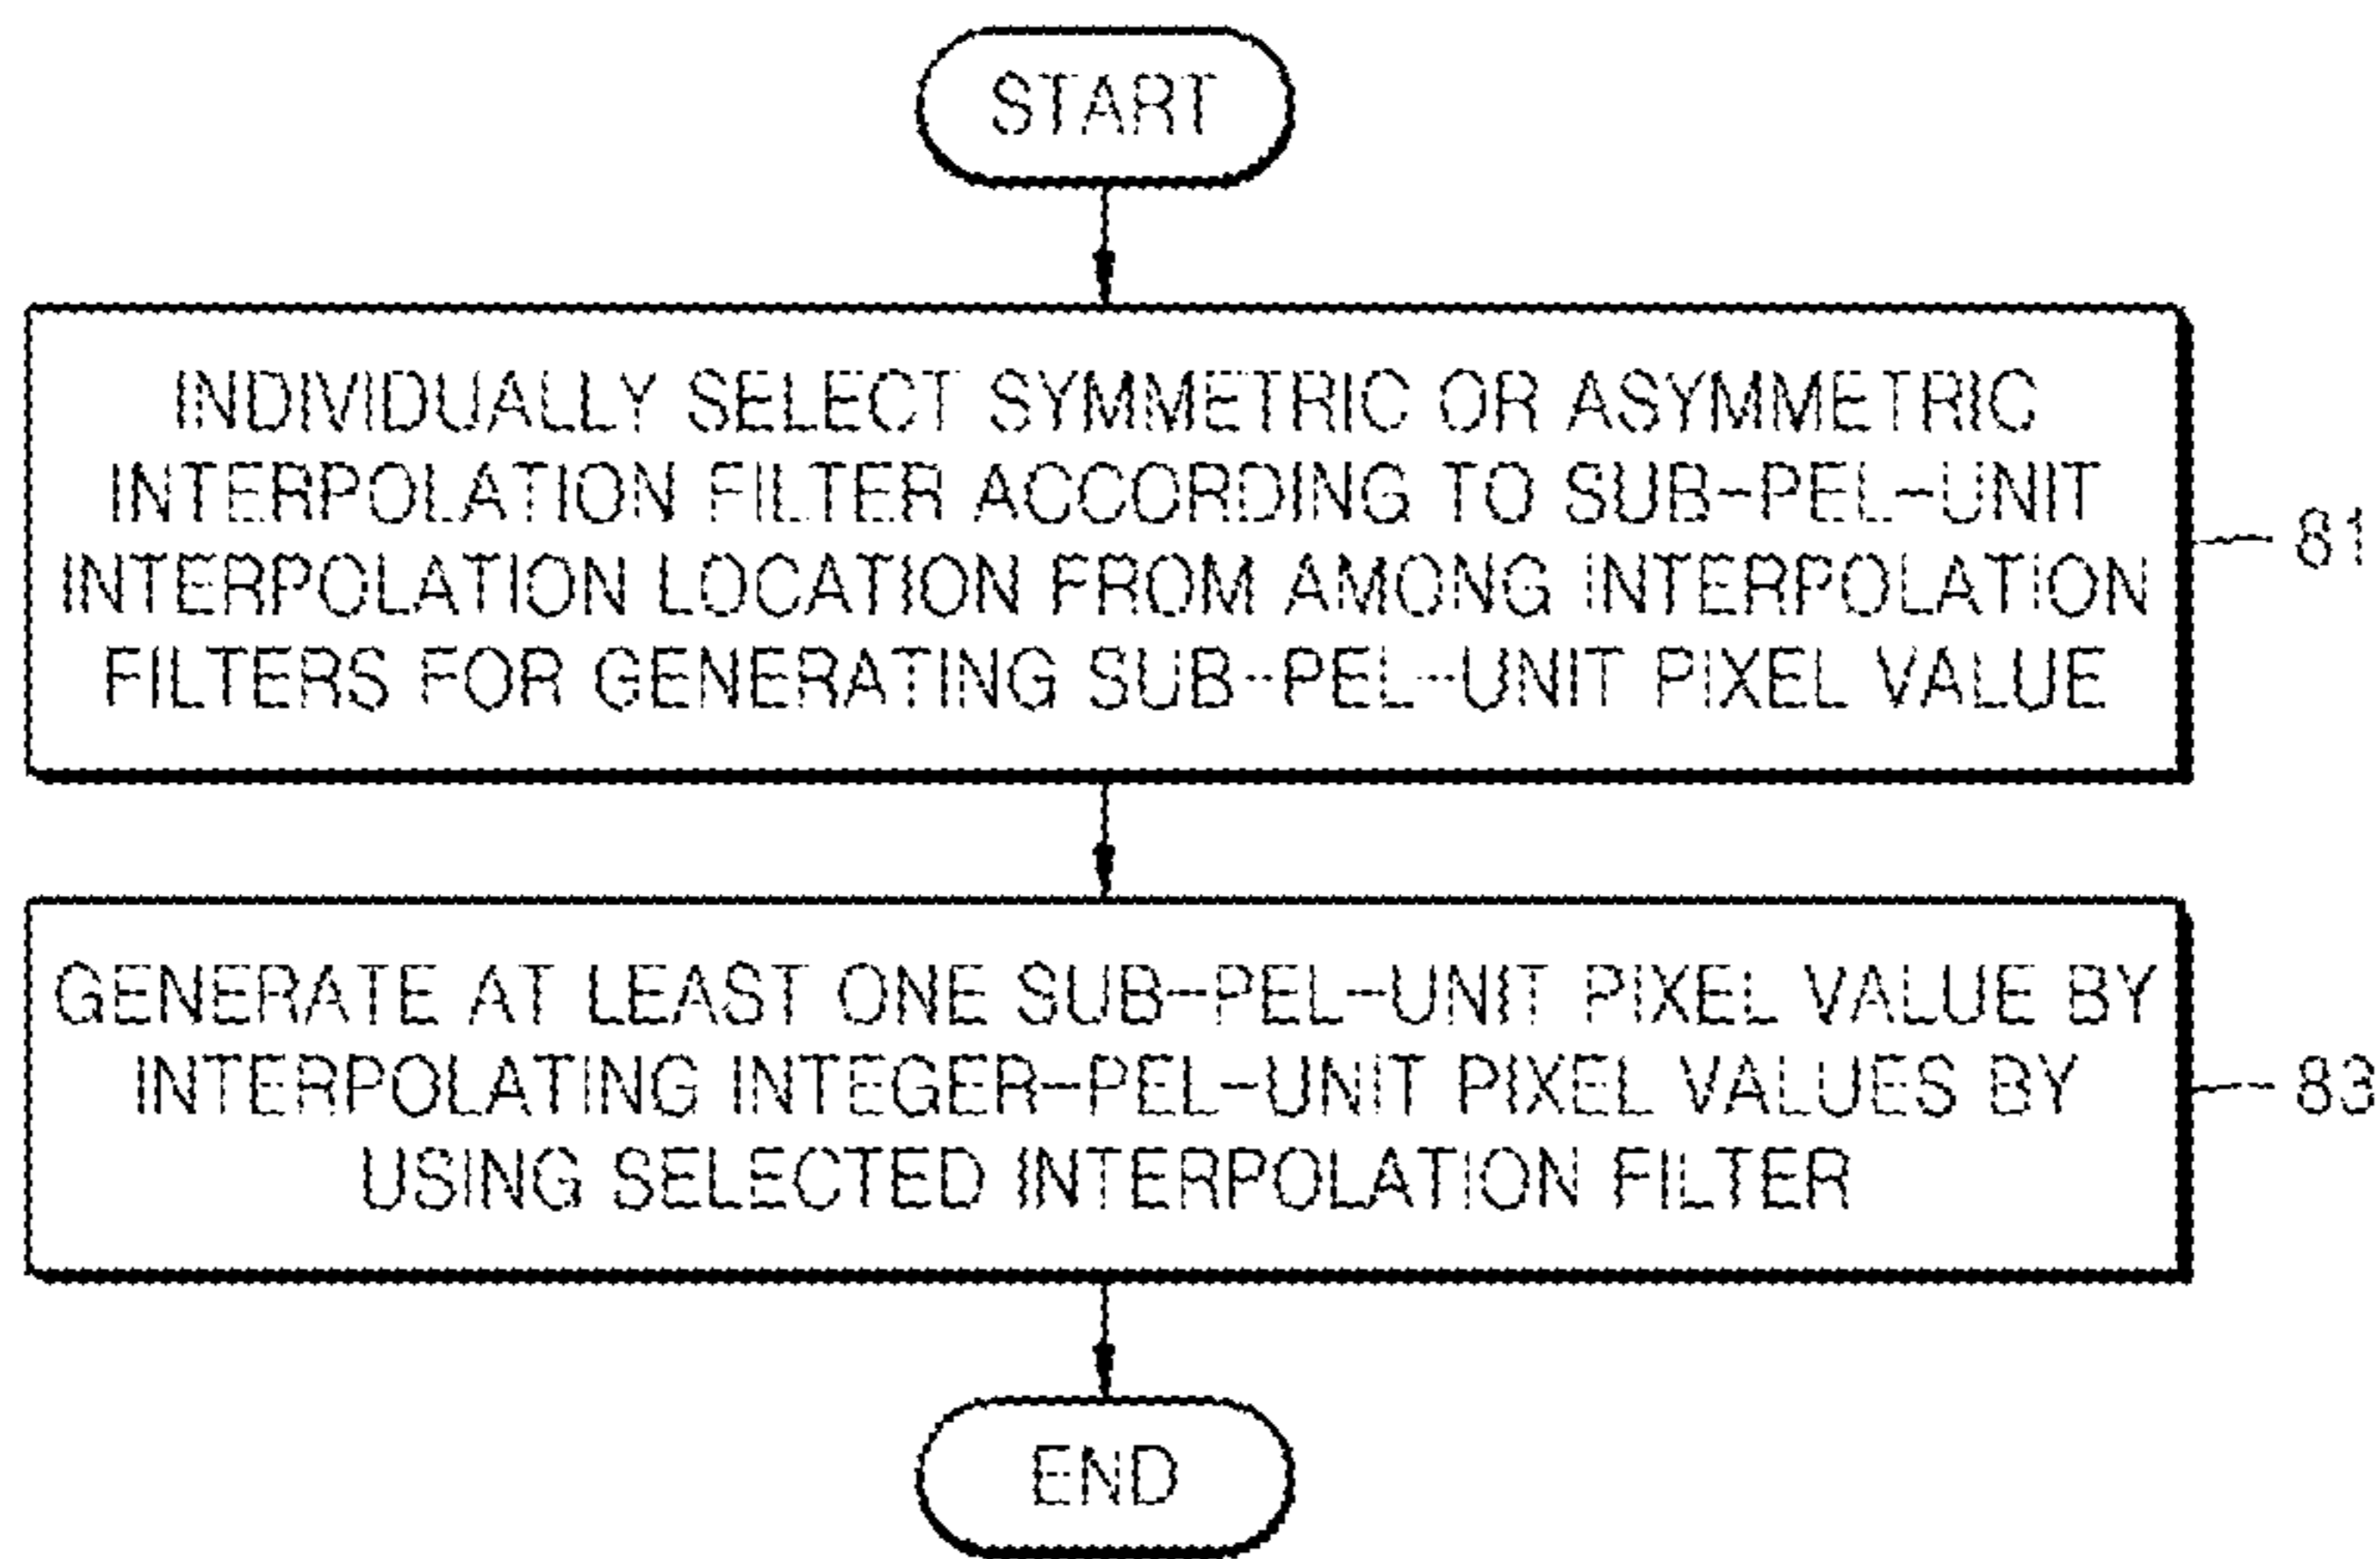 START
INDIVIDUALLY SELECT SYMMETRIC OR ASYMMETRIC
INTERPOLATION FILTER ACCORDING TO SUB-PEL-UNIT
INTERPOLATION LOCATION FROM AMONG INTERPOLATION
FILTERS FOR GENERATING SUB-PEL-UNIT PIXEL VALUE
81
GENERATE AT LEAST ONE SUB-PEL-UNIT PIXEL VALUE BY
INTERPOLATING INTEGER-PEL-UNIT PIXEL VALUES BY
USING SELECTED INTERPOLATION FILTER
83
END